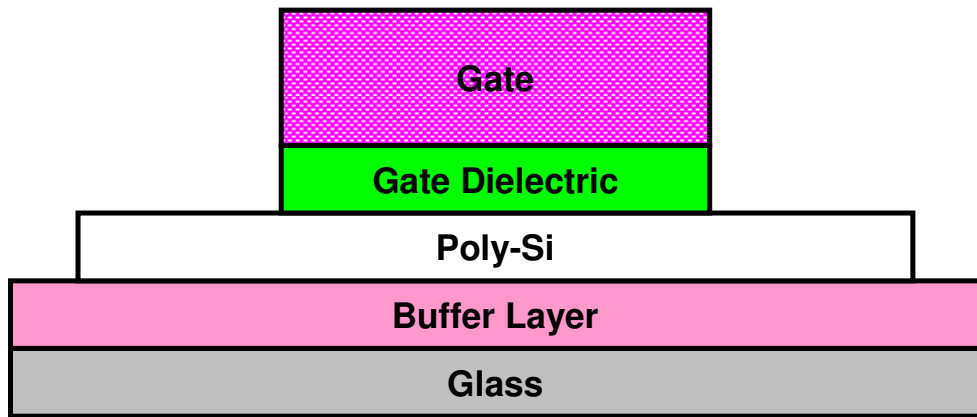 Gate
Gate Dielectric
Poly-Si
Buffer Layer
Glass